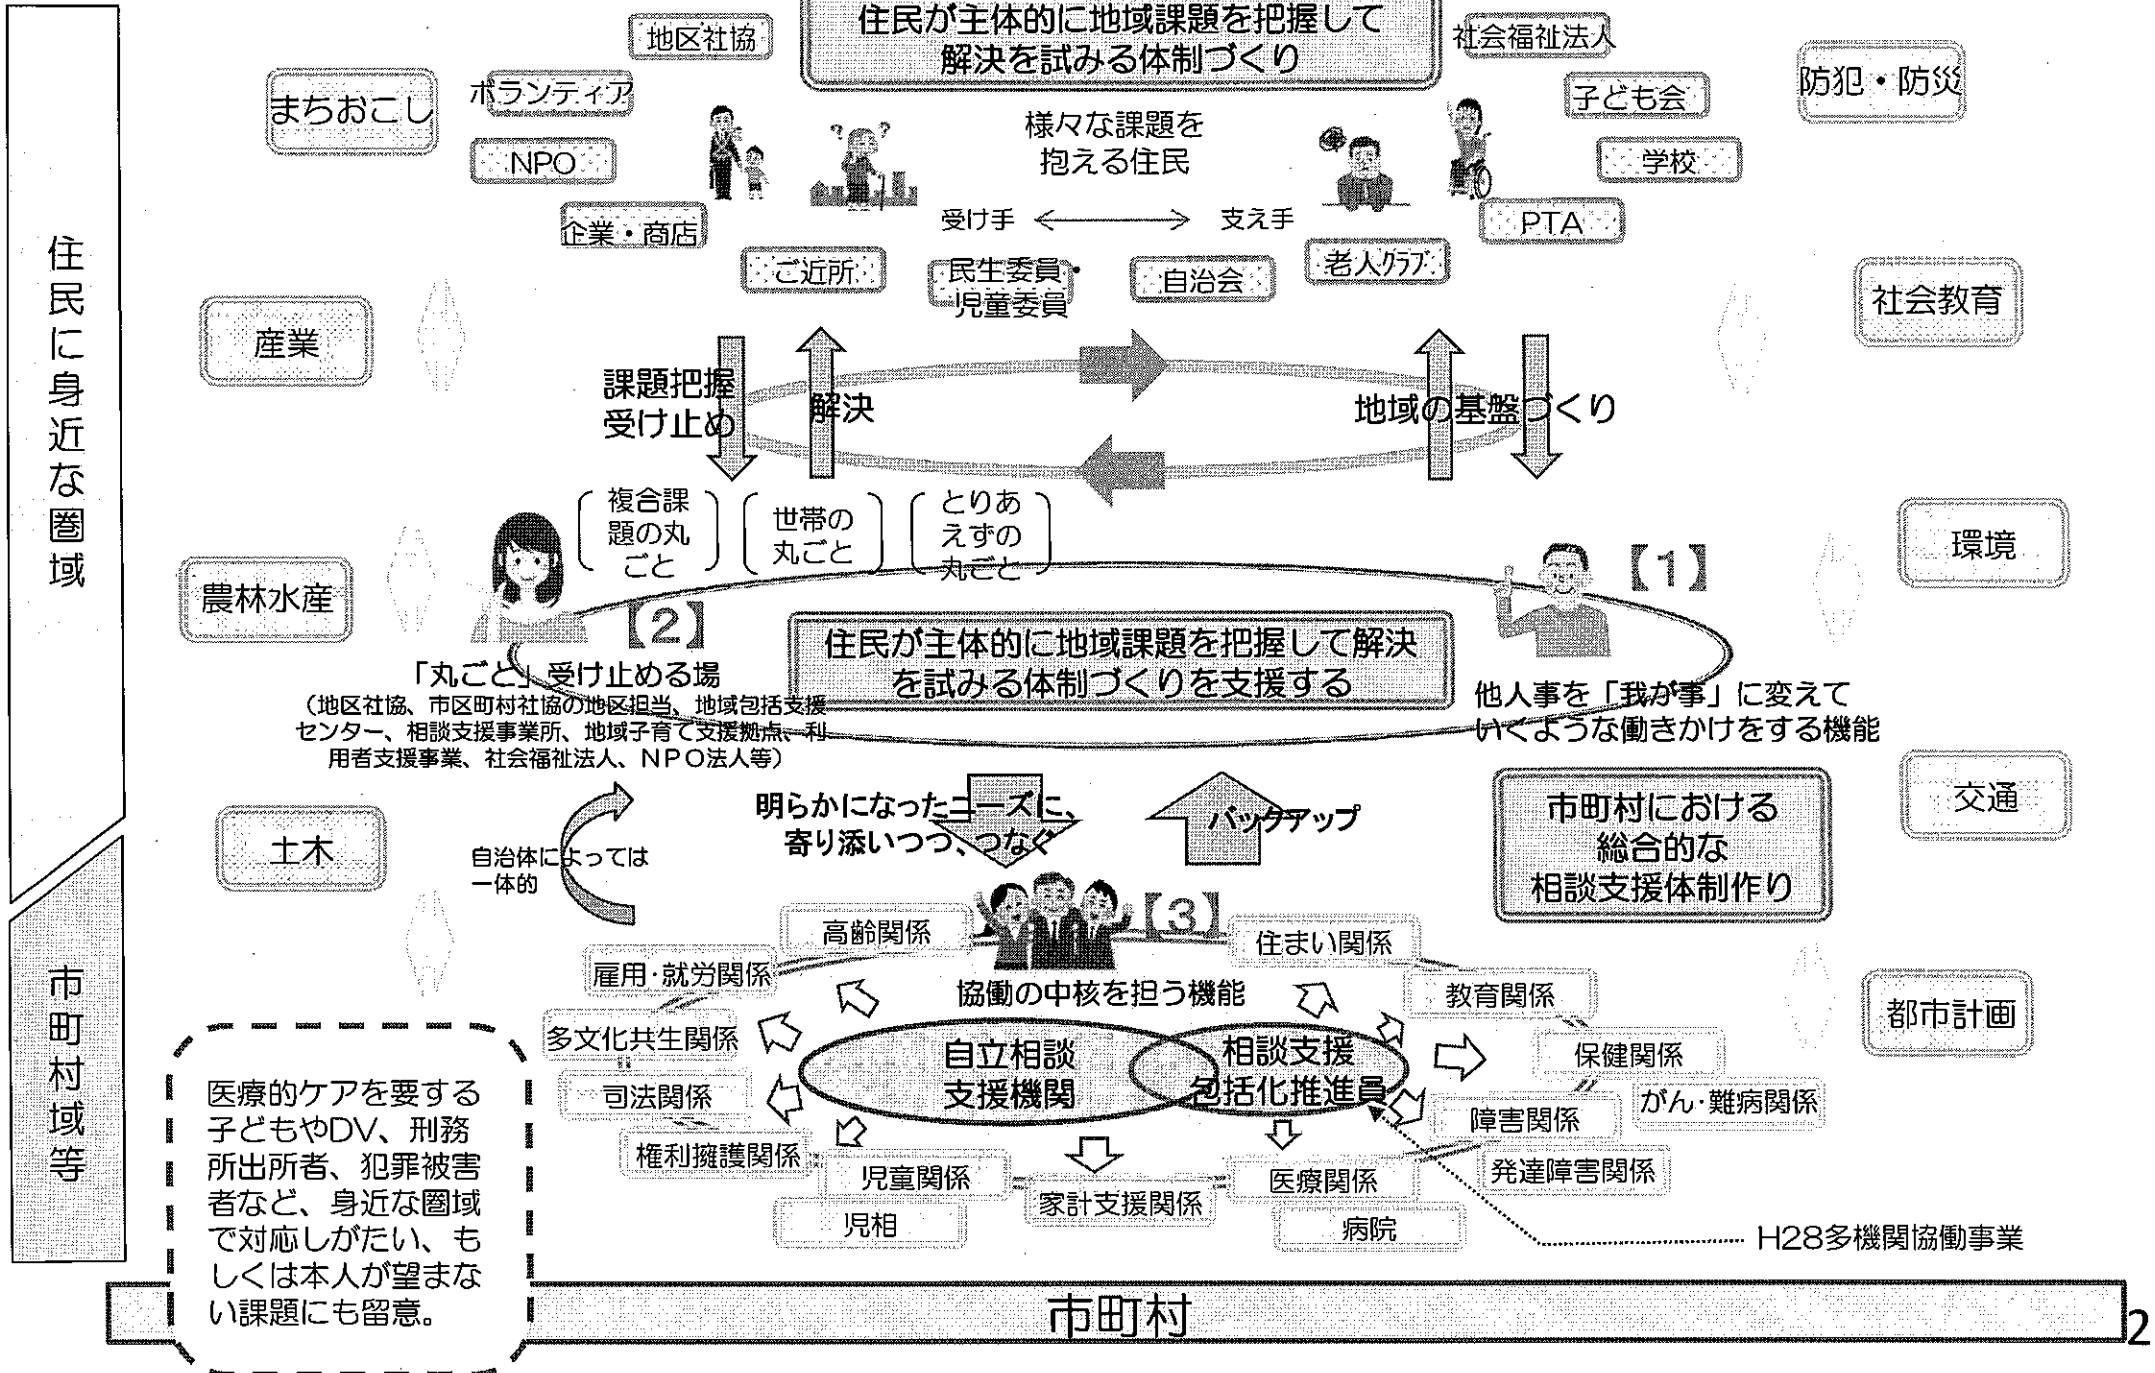 住民が主体的に地域課題を把握して
解決を試みる体制づくり
地区社協
社会福祉法人
まちおこし
ボランティア
子ども会
防犯・防災
NPO
様々な課題を
抱える住民
学校
企業・商店
受け手
支え手
PTA
ご近所
民生委員・
児童委員
自治会
老人クラブ
住民に身近な圏域
産業
社会教育
課題把握
受け止め
解決
地域の基盤づくり
複合課
題の丸
ごと
世帯の
丸ごと
とりあ
えずの
丸ごと
環境
農林水産
【2】
【1】
住民が主体的に地域課題を把握して解決
を試みる体制づくりを支援する
「丸ごと」受け止める場
(地区社協、市区町村社協の地区担当、地域包括支援
センター、相談支援事業所、地域子育て支援拠点、利
用者支援事業、社会福祉法人、NPO法人等)
他人事を「我が事」に変えて
いくような働きかけをする機能
土木
自治体によっては
一体的
明らかになったニーズに、
寄り添いつつ、つなぐ
バックアップ
市町村における
総合的な
相談支援体制作り
交通
【3】
高齢関係
住まい関係
雇用・就労関係
協働の中核を担う機能
教育関係
都市計画
多文化共生関係
自立相談
支援機関
相談支援
包括化推進員
保健関係
司法関係
障害関係
がん・難病関係
権利擁護関係
児童関係
家計支援関係
医療関係
発達障害関係
児相
病院
H28多機関協働事業
市町村域等
医療的ケアを要する
子どもやDV、刑務
所出所者、犯罪被害
者など、身近な圏域
で対応しがたい、も
しくは本人が望まな
い課題にも留意。
市町村
2